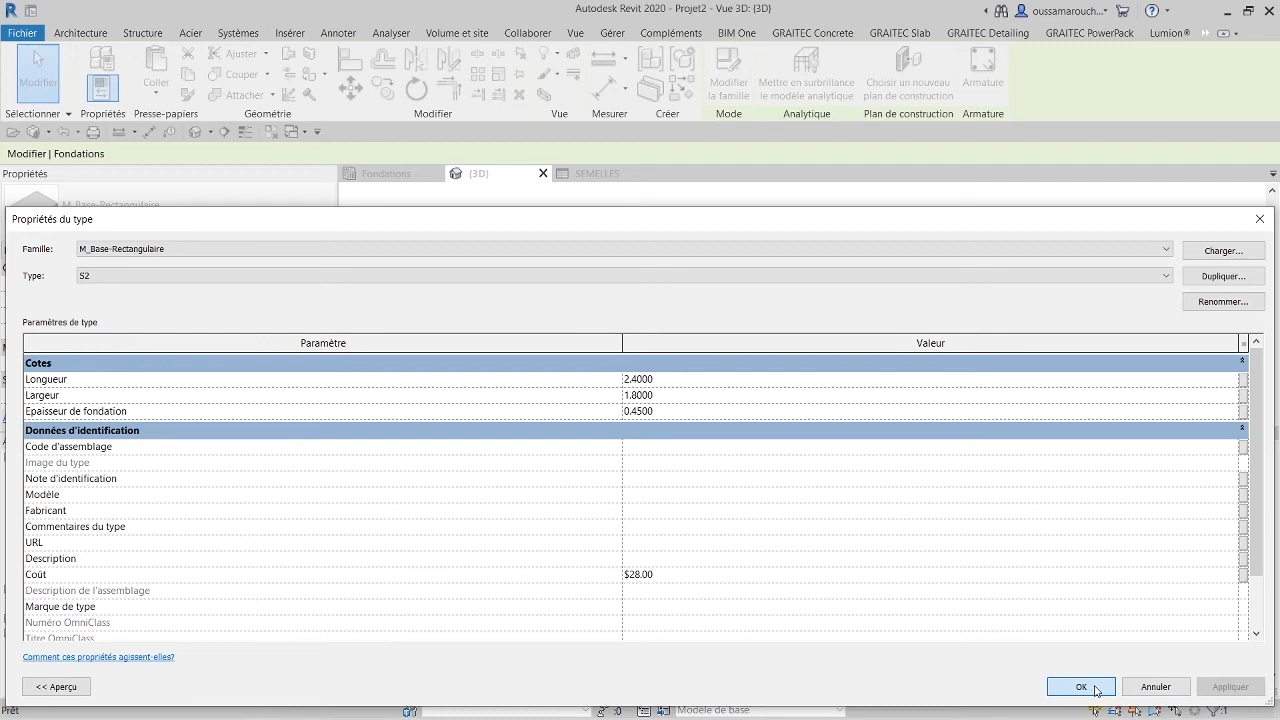 Autodesk Revit 2020 - Projet2 - Vue 3D: {3D}
oussamarouch...
Fichier Architecture Structure Acier Systèmes Insérer Annoter Analyser Volume et site Collaborer Vue Gérer Compléments BIM One GRAITEC Concrete GRAITEC Slab GRAITEC Detailing GRAITEC PowerPack Lumion®
Ajuster
Modifier Coller Couper
Attacher
Modifier la famille
Mettre en surbrillance le modèle analytique
Choisir un nouveau plan de construction
Armature
Sélectionner Propriétés Presse-papiers Géométrie Modifier Vue Mesurer Créer Mode Analytique Plan de construction Armature
Modifier | Fondations
Propriétés
Fondations {3D} SEMELLES
M_Base-Rectangulaire
Propriétés du type
Famille: M_Base-Rectangulaire Charger...
Type: S2 Dupliquer...
Renommer...
Paramètres de type
Paramètre Valeur
Cotes
Longueur 2.4000
Largeur 1.8000
Epaisseur de fondation 0.4500
Données d'identification
Code d'assemblage
Image du type
Note d'identification
Modèle
Fabricant
Commentaires du type
URL
Description
Coût $28.00
Description de l'assemblage
Marque de type
Numéro OmniClass
Titre OmniClass
Comment ces propriétés agissent-elles?
<< Aperçu OK Annuler Appliquer
Prêt :0 Modèle de base :1